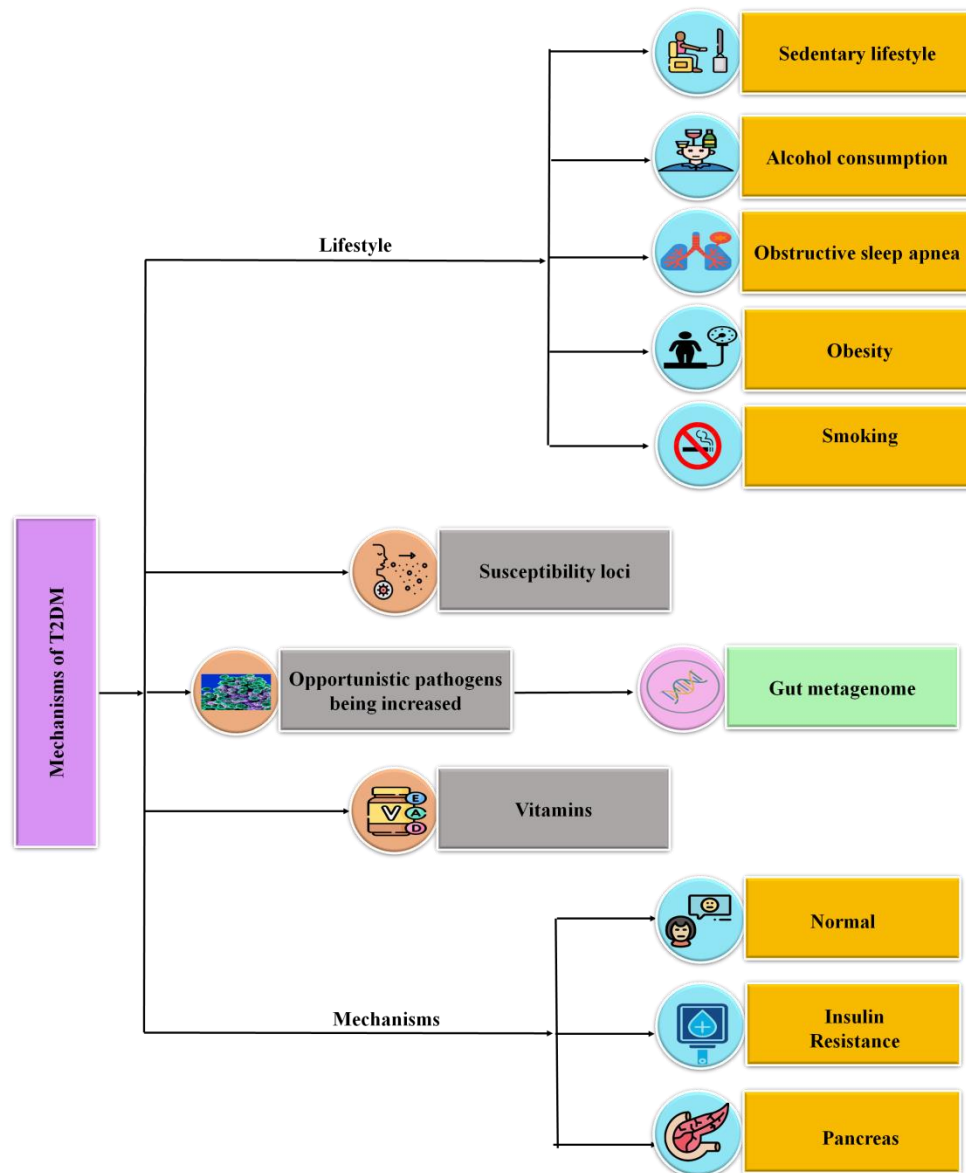 Sedentary lifestyle
Alcohol consumption
Lifestyle
Obstructive sleep apnea
Obesity
Smoking
Mechanisms of T2DM
Susceptibility loci
Opportunistic pathogens
being increased
Gut metagenome
V
E
A
D
Vitamins
Normal
Mechanisms
Insulin
Resistance
Pancreas